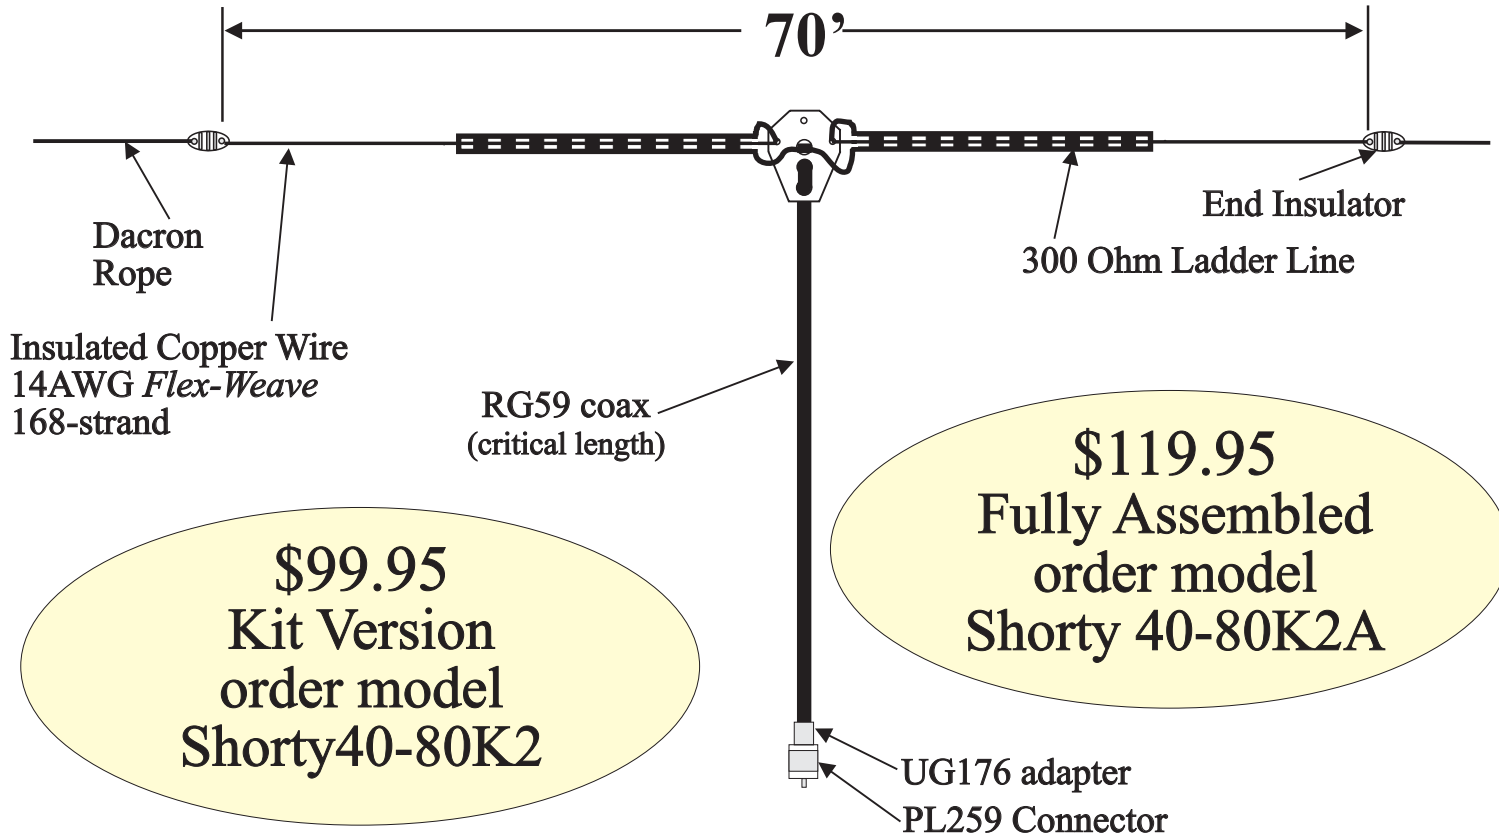 70’
Dacron
Rope
End Insulator
300 Ohm Ladder Line
Insulated Copper Wire
14AWG Flex-Weave
168-strand
RG59 coax
(critical length)
$119.95
Fully Assembled
order model
Shorty 40-80K2A
$99.95
Kit Version
order model
Shorty40-80K2
UG176 adapter
PL259 Connector